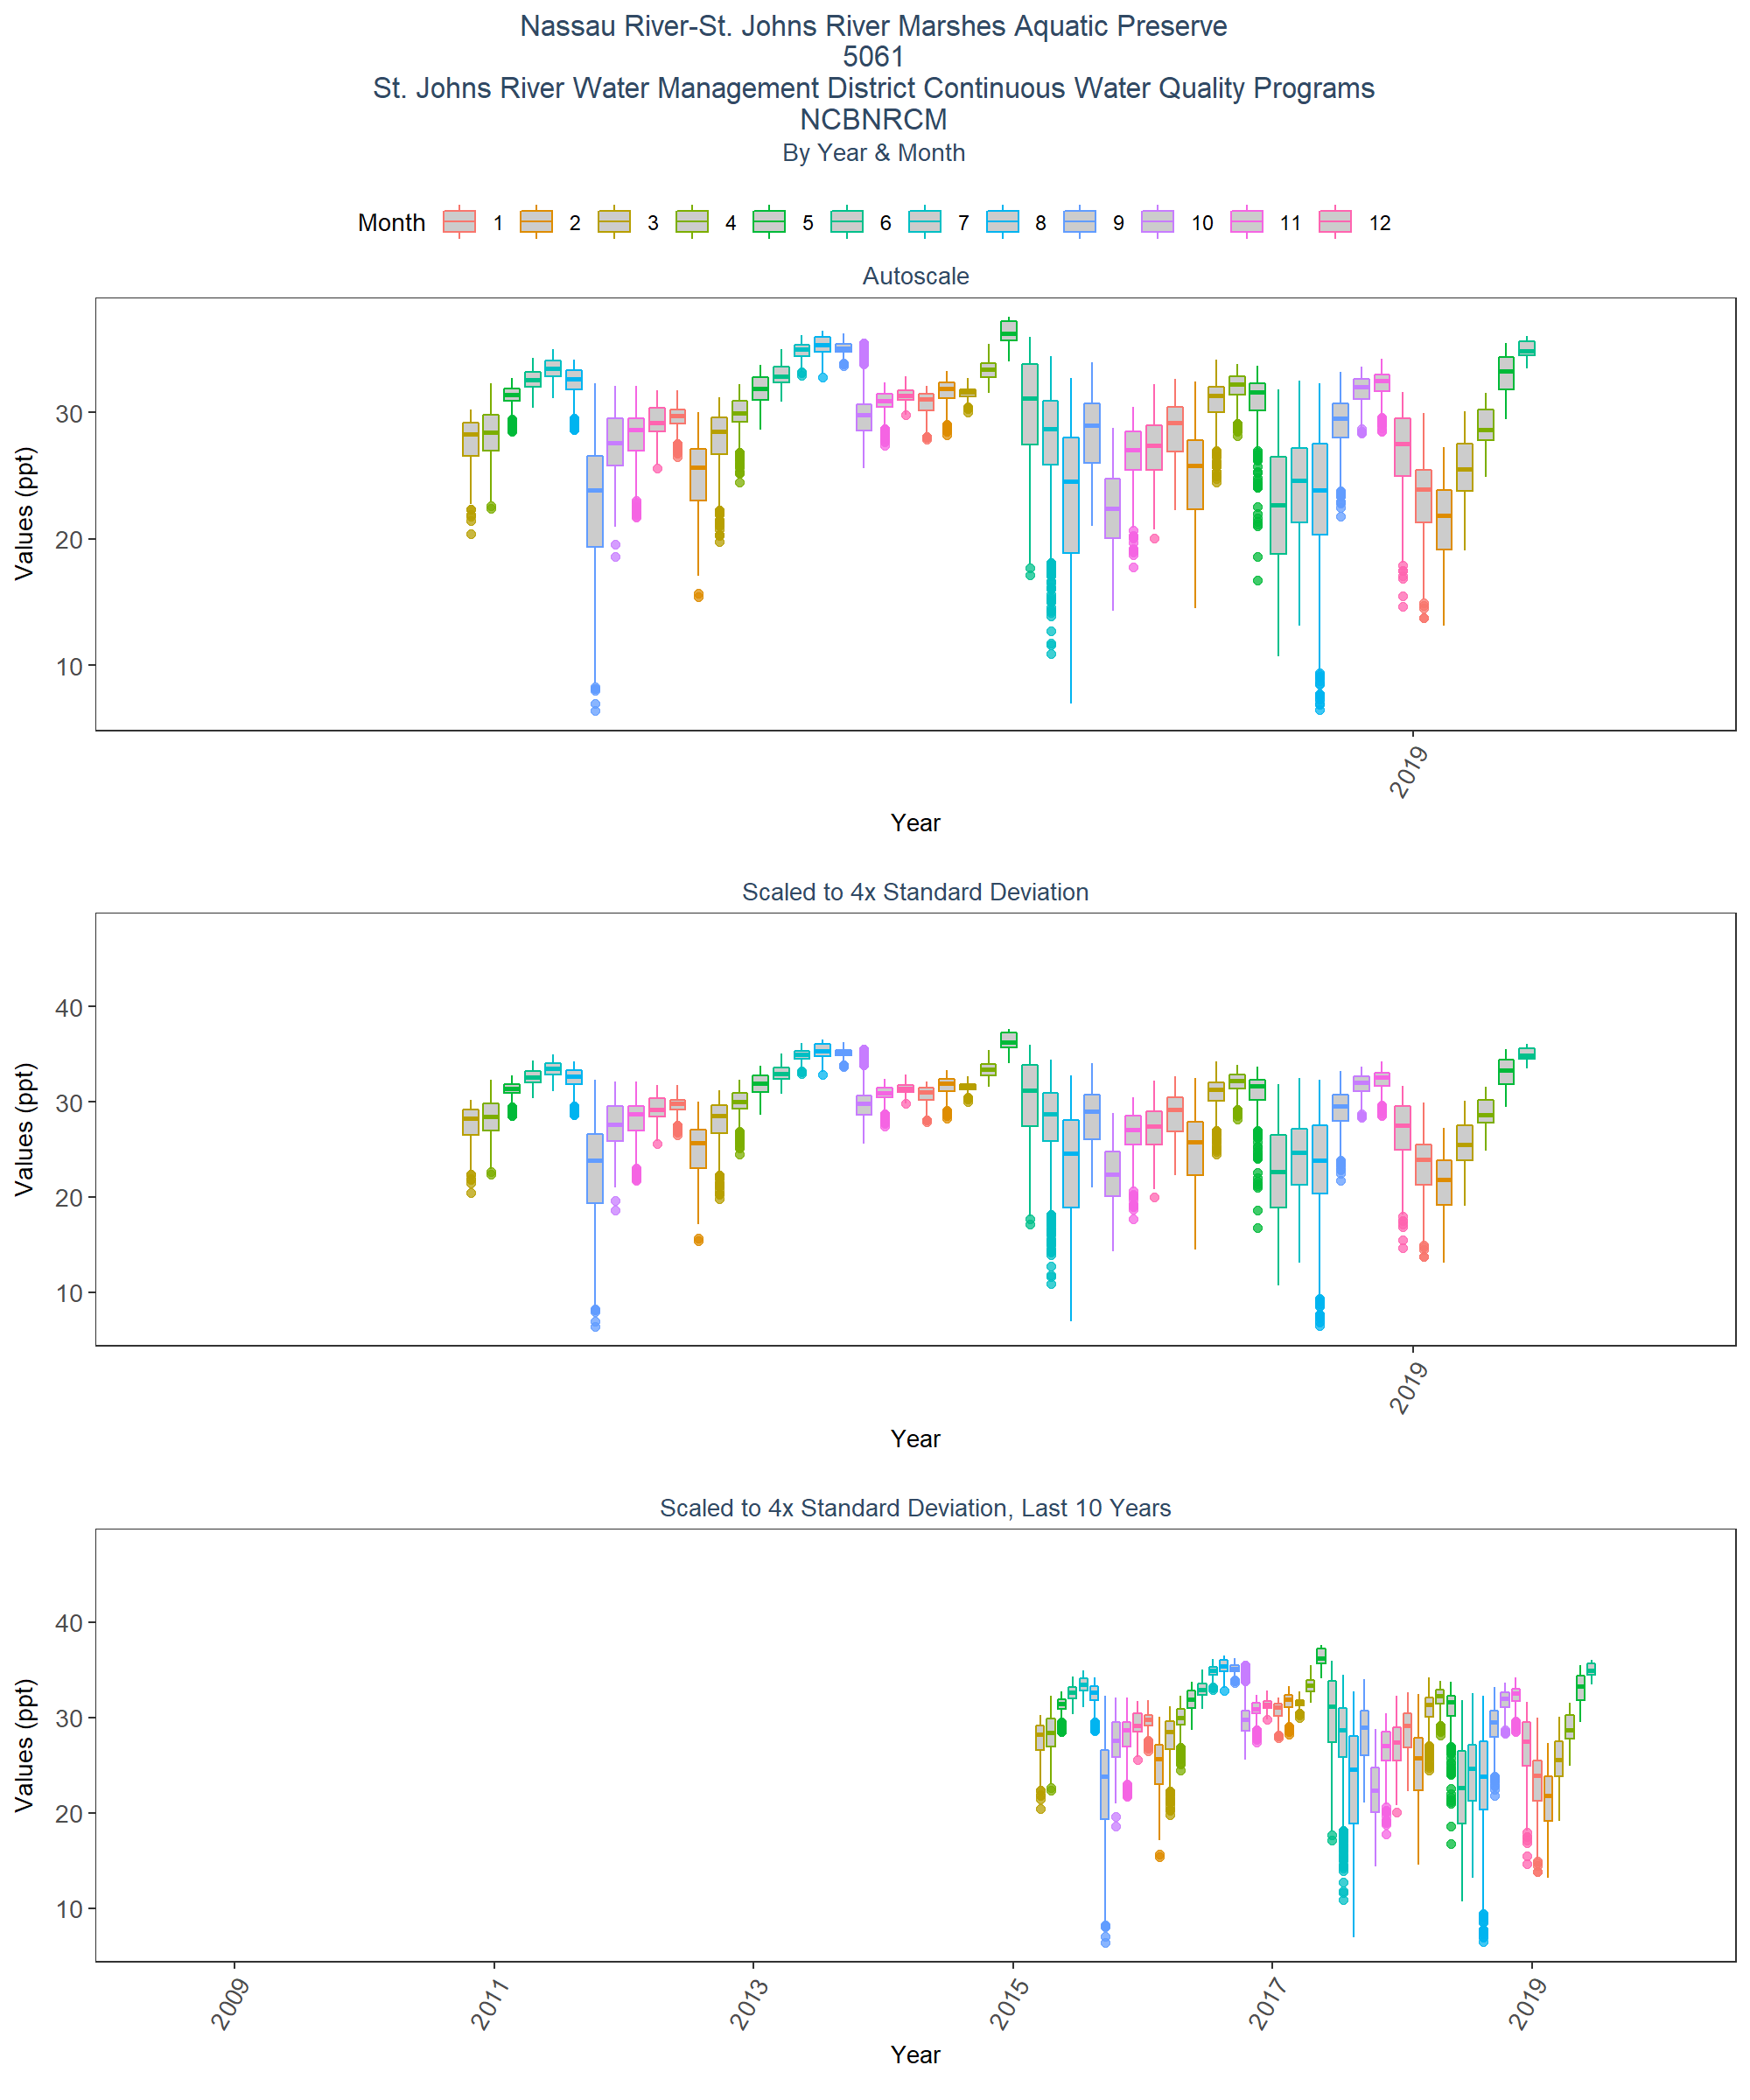 Nassau River-St. Johns River Marshes Aquatic Preserve
5061
St. Johns River Water Management District Continuous Water Quality Programs
NCBNRCM
By Year & Month
Month 1 2 3 4 5 6 7 8 9 10 11 12
Autoscale
Values (ppt)
30
20
10
2019
Year
Scaled to 4x Standard Deviation
Values (ppt)
40
30
20
10
2019
Year
Scaled to 4x Standard Deviation, Last 10 Years
Values (ppt)
40
30
20
10
2009 2011 2013 2015 2017 2019
Year